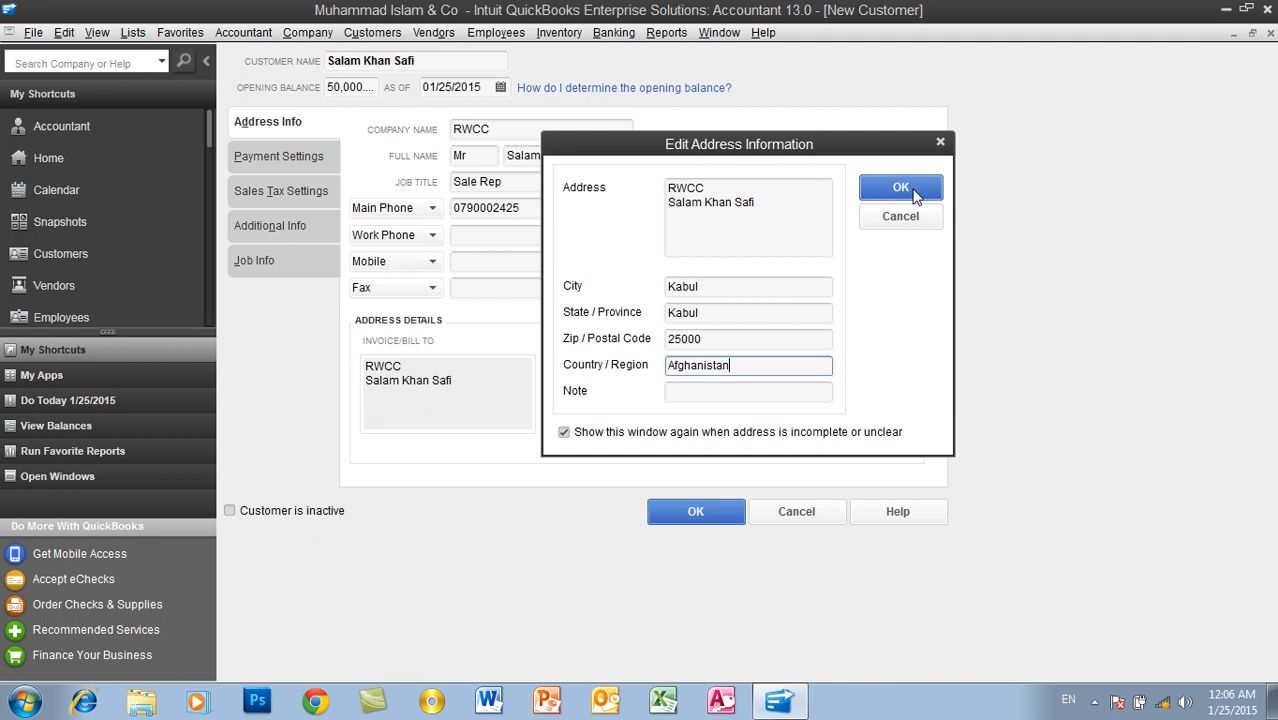 Muhammad Islam & Co - Intuit QuickBooks Enterprise Solutions. Accountant 13.0 - [New Customer]
File Edit View Lists Favorites Accountant Company Customers Vendors Employees Inventory Banking Reports Window Help
Search Company or Help
My Shortcuts
Accountant
Home
Calendar
Snapshots
Customers
Vendors
Employees
My Shortcuts
My Apps
Do Today 1/25/2015
View Balances
Run Favorite Reports
Open Windows
Do More With QuickBooks
Get Mobile Access
Accept eChecks
Order Checks & Supplies
Recommended Services
Finance Your Business
CUSTOMER NAME Salam Khan Safi
OPENING BALANCE 50,000.... AS OF 01/25/2015 How do I determine the opening balance?
Address Info
Payment Settings
Sales Tax Settings
Additional Info
Job Info
COMPANY NAME RWCC
FULL NAME Mr Salam
JOB TITLE Sale Rep
Main Phone 0790002425
Work Phone
Mobile
Fax
ADDRESS DETAILS
INVOICE/BILL TO
RWCC
Salam Khan Safi
Edit Address Information
Address RWCC
Salam Khan Safi
City Kabul
State / Province Kabul
Zip / Postal Code 25000
Country / Region Afghanistan
Note
Show this window again when address is incomplete or unclear
OK
Cancel
Customer is inactive
OK Cancel Help
Ps W P O X A
EN
12:06 AM
1/25/2015